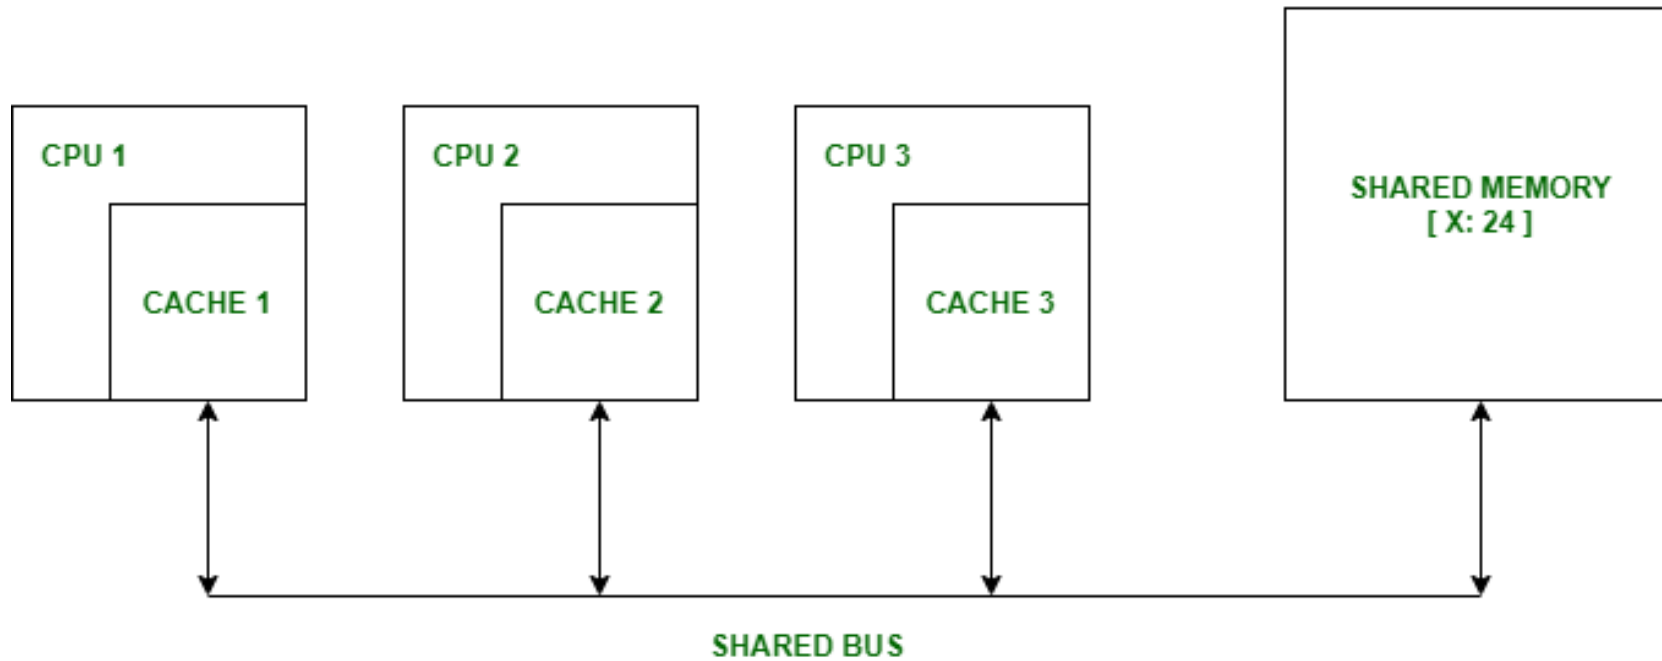 CPU 1
CACHE 1
CPU 2
CACHE 2
CPU 3
CACHE 3
SHARED MEMORY
[ X: 24 ]
SHARED BUS